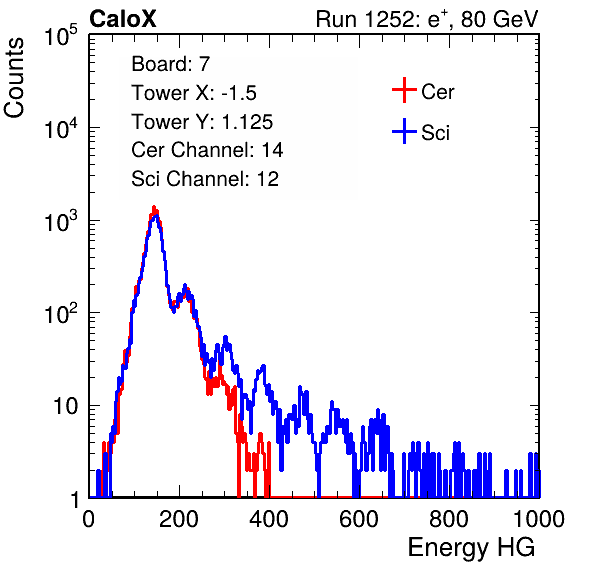 CaloX Run 1252: e⁺, 80 GeV
Counts
Board: 7
Tower X: -1.5
Tower Y: 1.125
Cer Channel: 14
Sci Channel: 12
Cer
Sci
10⁵
10⁴
10³
10²
10
1
0 200 400 600 800 1000
Energy HG